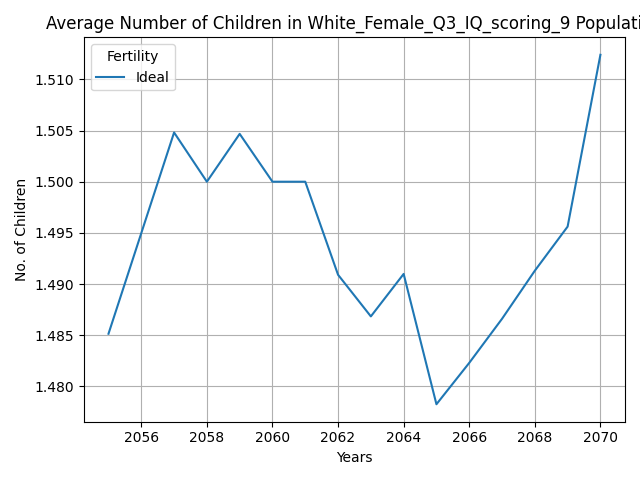 Average Number of Children in White_Female_Q3_IQ_scoring_9 Populati
Fertility
Ideal
1.510
1.505
1.500
1.495
1.490
1.485
1.480
No. of Children
2056 2058 2060 2062 2064 2066 2068 2070
Years